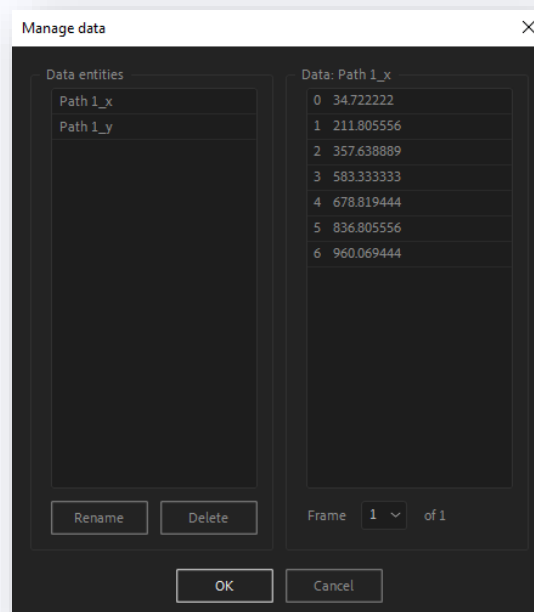 Manage data
Data entities
Path 1_x
Path 1_y
Rename
Delete
Data: Path 1_x
0 34.722222
1 211.805556
2 357.638889
3 583.333333
4 678.819444
5 836.805556
6 960.069444
Frame 1 of 1
OK
Cancel